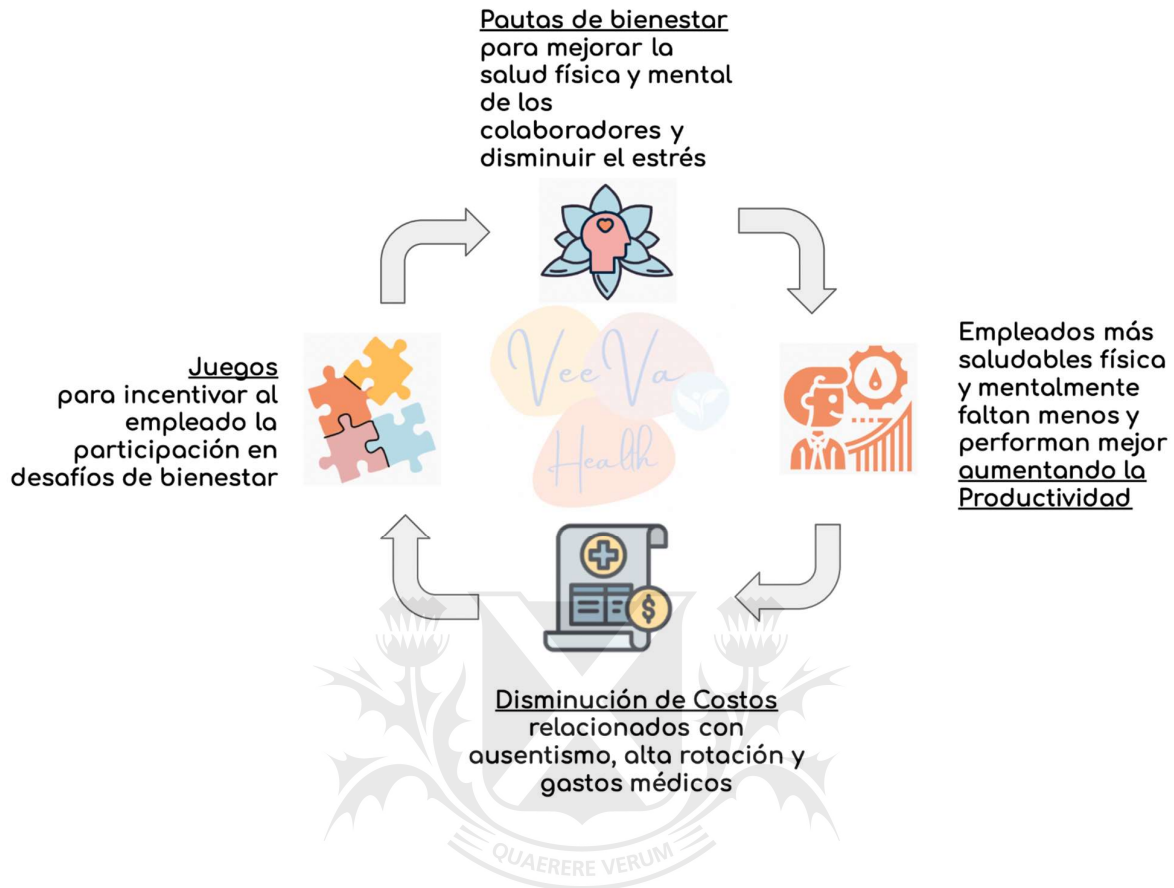 Pautas de bienestar
para mejorar la
salud física y mental
de los
colaboradores y
disminuir el estrés
Juegos
para incentivar al
empleado la
participación en
desafíos de bienestar
VeeVa
Health
Empleados más
saludables física
y mentalmente
faltan menos y
performan mejor
aumentando la
Productividad
$
Disminución de Costos
relacionados con
ausentismo, alta rotación y
gastos médicos
QUAERERE VERUM